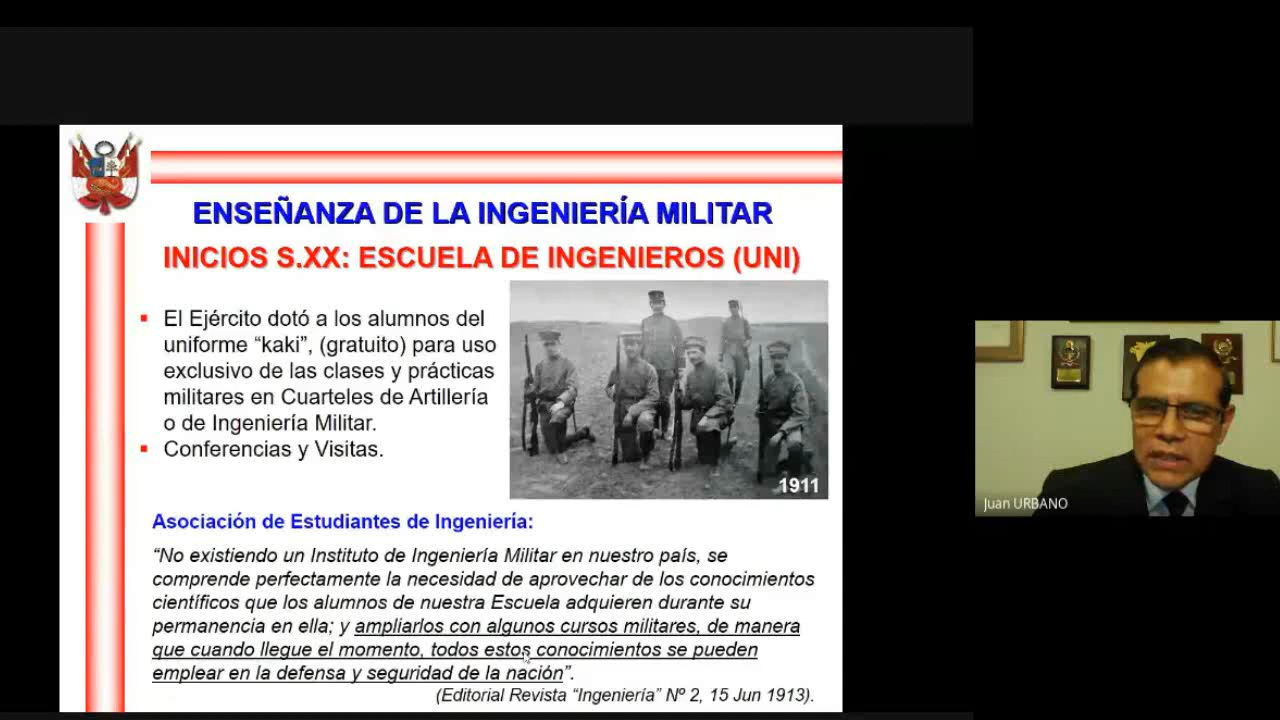 ENSEÑANZA DE LA INGENIERÍA MILITAR
INICIOS S.XX: ESCUELA DE INGENIEROS (UNI)
▪ El Ejército dotó a los alumnos del
uniforme “kaki”, (gratuito) para uso
exclusivo de las clases y prácticas
militares en Cuarteles de Artillería
o de Ingeniería Militar.
▪ Conferencias y Visitas.
1911
Asociación de Estudiantes de Ingeniería:
“No existiendo un Instituto de Ingeniería Militar en nuestro país, se
comprende perfectamente la necesidad de aprovechar de los conocimientos
científicos que los alumnos de nuestra Escuela adquieren durante su
permanencia en ella; y ampliarlos con algunos cursos militares, de manera
que cuando llegue el momento, todos estos conocimientos se pueden
emplear en la defensa y seguridad de la nación”.
(Editorial Revista “Ingeniería” Nº 2, 15 Jun 1913).
Juan URBANO